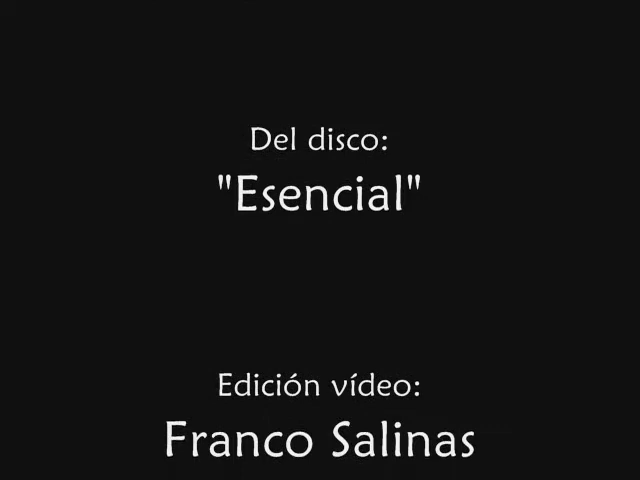 Del disco:
"Esencial"
Edición vídeo:
Franco Salinas